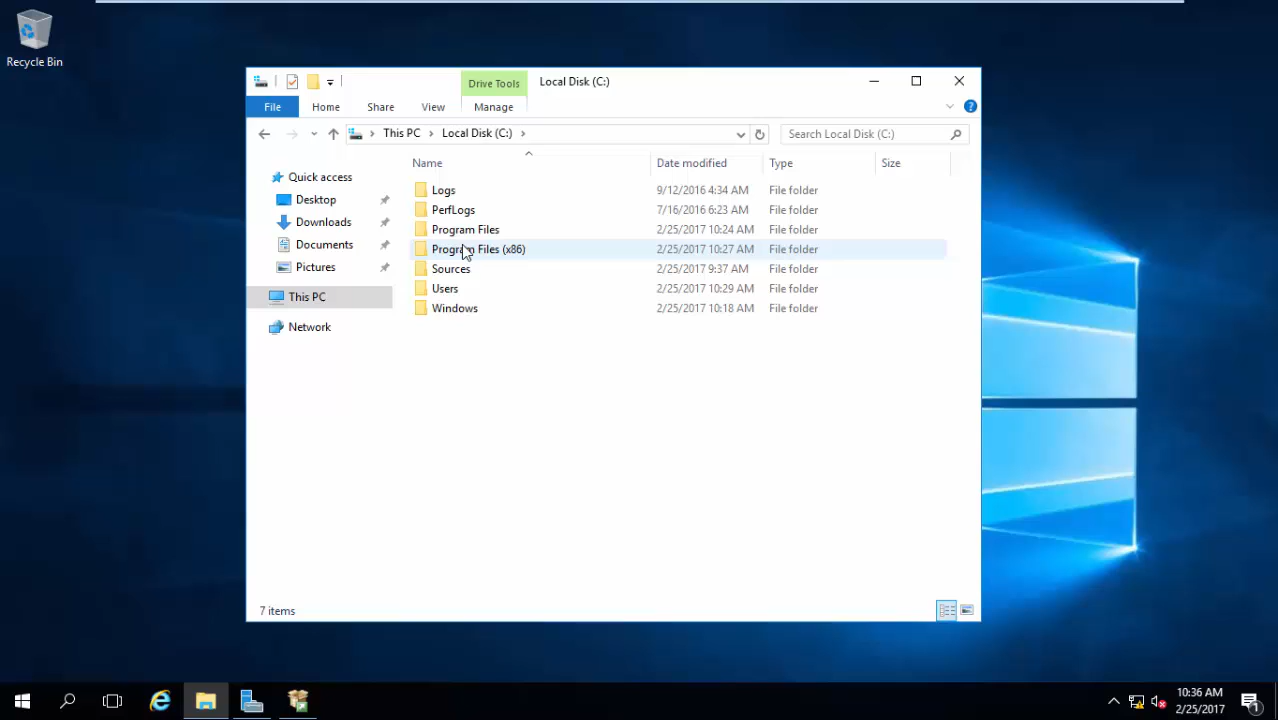 Recycle Bin
Drive Tools
Local Disk (C:)
File
Home
Share
View
Manage
This PC
Local Disk (C:)
Search Local Disk (C:)
Name
Date modified
Type
Size
Quick access
Desktop
Downloads
Documents
Pictures
This PC
Network
Logs 9/12/2016 4:34 AM File folder
PerfLogs 7/16/2016 6:23 AM File folder
Program Files 2/25/2017 10:24 AM File folder
Program Files (x86) 2/25/2017 10:27 AM File folder
Sources 2/25/2017 9:37 AM File folder
Users 2/25/2017 10:29 AM File folder
Windows 2/25/2017 10:18 AM File folder
7 items
10:36 AM
2/25/2017
1